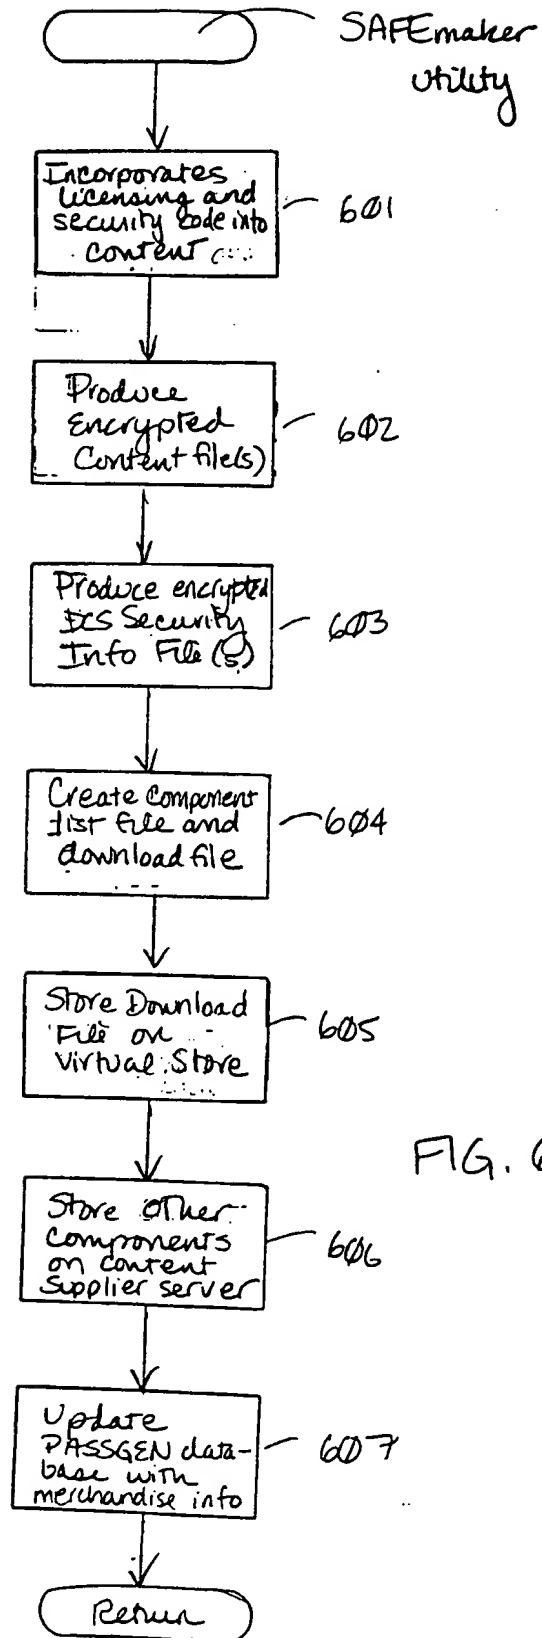 SAFEmaker
utility
Incorporates
licensing and
security code into
content
601
Produce
Encrypted
Content file(s)
602
Produce encrypted
DCS Security
Info File(s)
603
Create component
list file and
download file
604
Store Download
File on
Virtual Store
605
FIG. 6
Store other
components
on content
supplier server
606
Update
PASSGEN data-
base with
merchandise info
607
Return